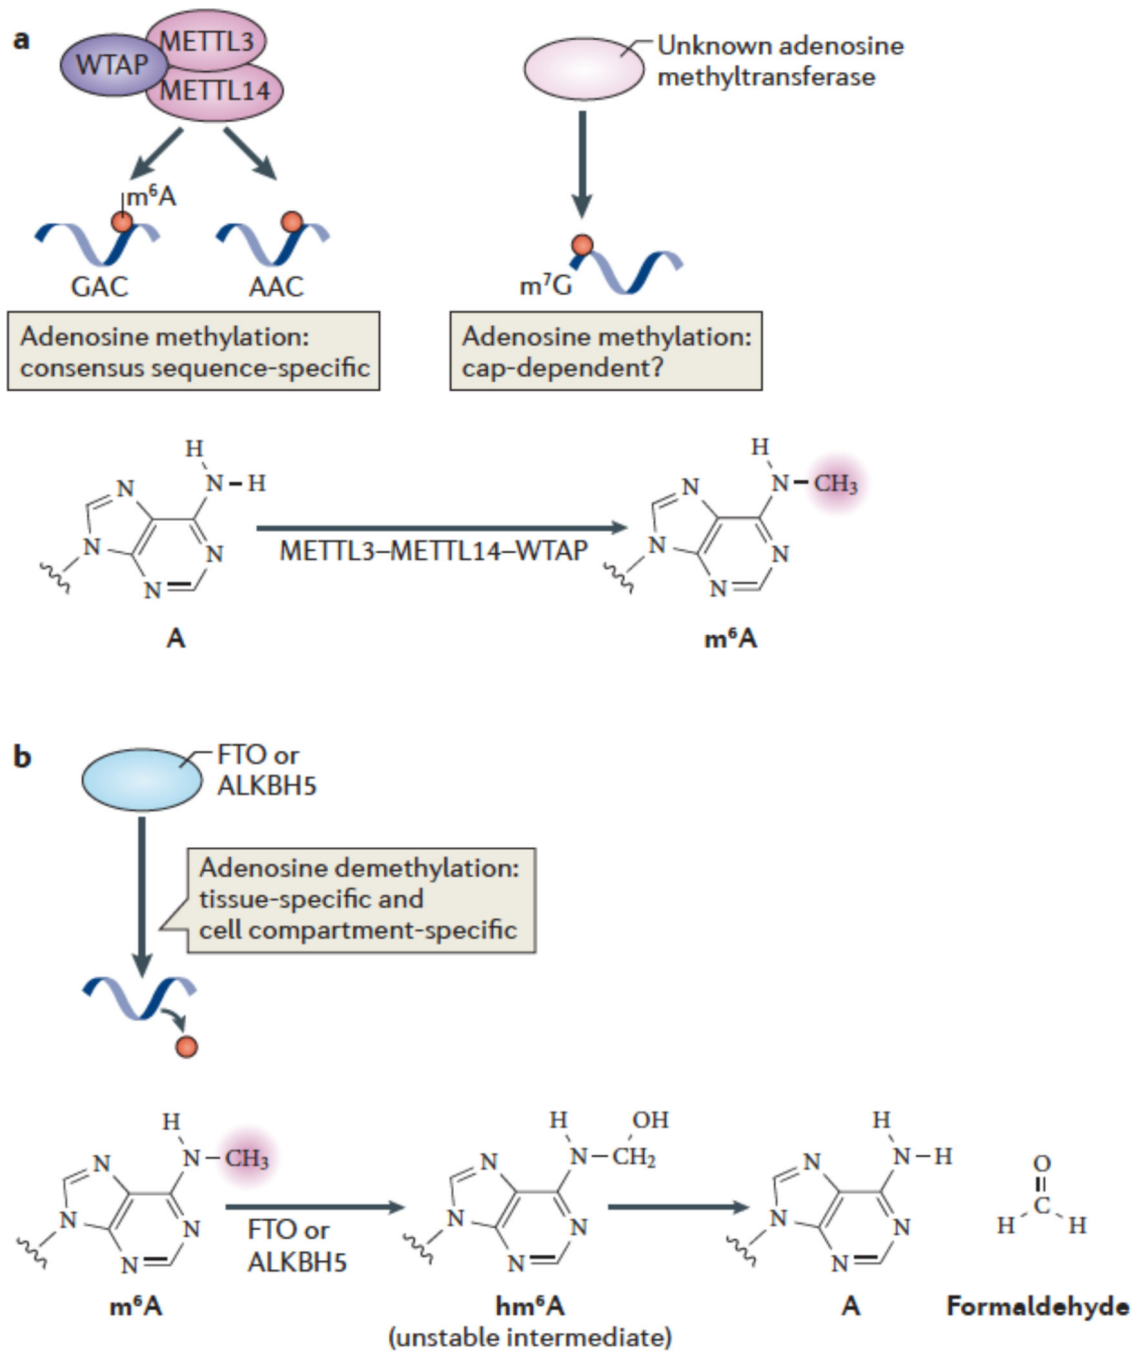 a
METTL3
WTAP
METTL14
Unknown adenosine
methyltransferase
m⁶A
GAC
AAC
m⁷G
Adenosine methylation:
consensus sequence-specific
Adenosine methylation:
cap-dependent?
H
N
N
H
N
N
N
METTL3–METTL14–WTAP
A
H
N
N
CH₃
N
N
N
m⁶A
b
FTO or
ALKBH5
Adenosine demethylation:
tissue-specific and
cell compartment-specific
H
N
N
CH₃
N
N
N
FTO or
ALKBH5
m⁶A
H
OH
N
N
CH₂
N
N
N
hm⁶A
(unstable intermediate)
H
N
N
H
N
N
N
A
O
C
H
H
Formaldehyde